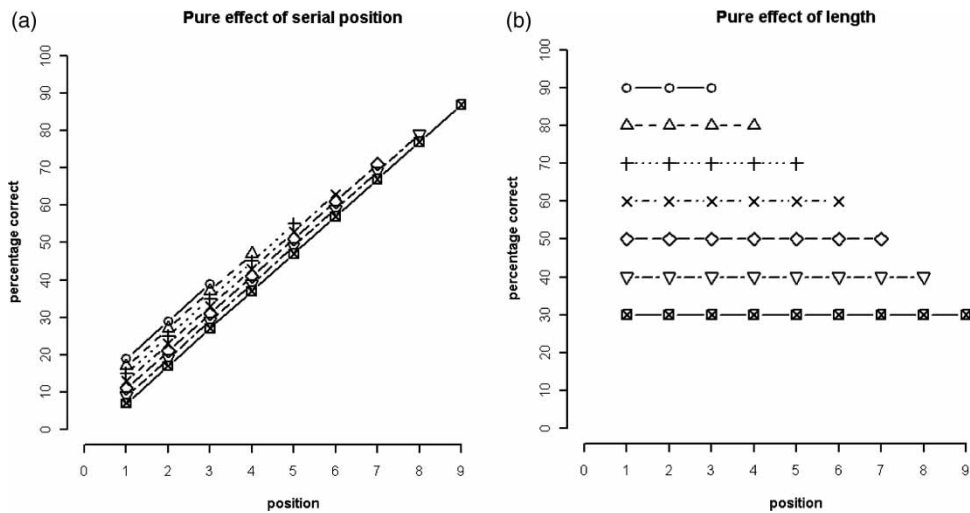 (a)
Pure effect of serial position
percentage correct
100
90
80
70
60
50
40
30
20
10
0
0 1 2 3 4 5 6 7 8 9
position
(b)
Pure effect of length
percentage correct
100
90
80
70
60
50
40
30
20
10
0
0 1 2 3 4 5 6 7 8 9
position